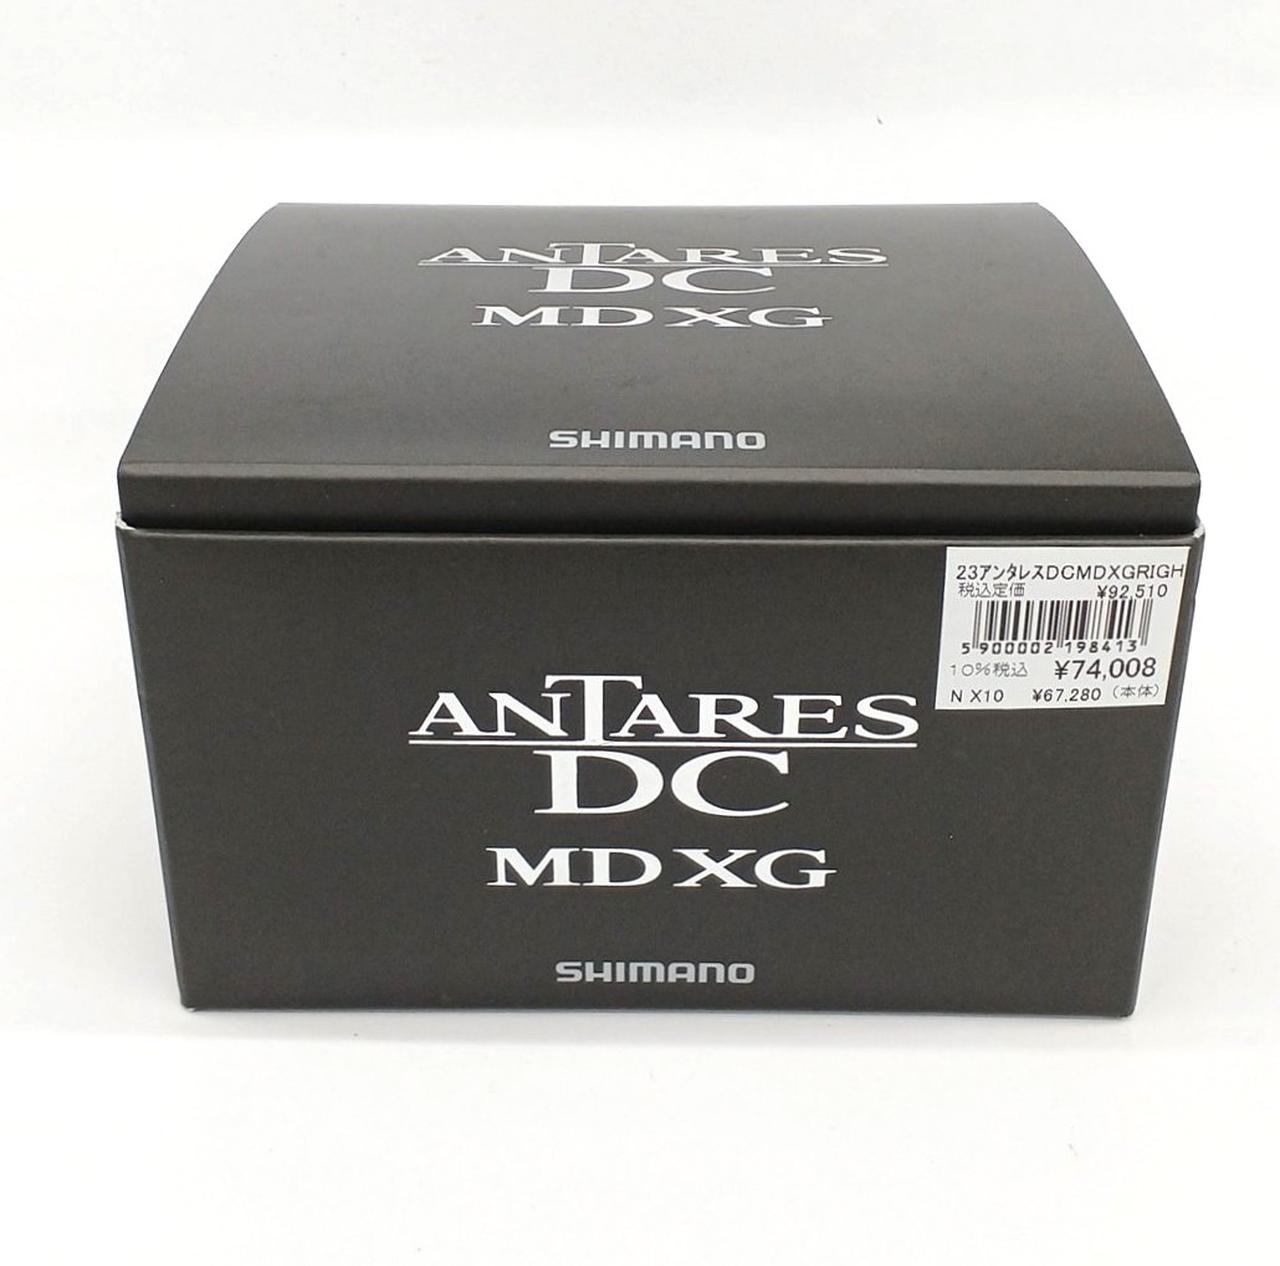 ANTARES
DC
MD XG
SHIMANO
23アンタレスDCMDXGRIGH
税込定価 ¥92,510
5 900002 198413
10%税込 ¥74,008
N X10 ¥67,280 (本体)
ANTARES
DC
MD XG
SHIMANO